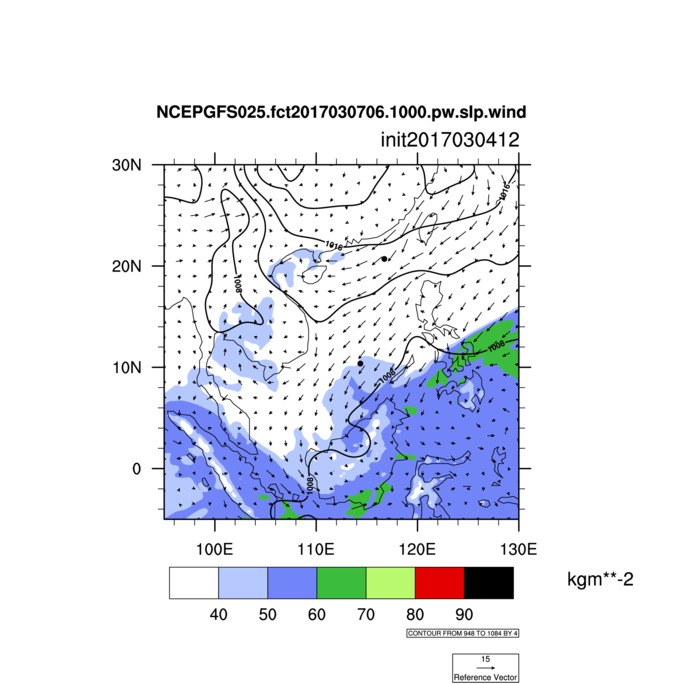 NCEPGFS025.fct2017030706.1000.pw.slp.wind
init2017030412
30N
1016
1016
20N
1008
1008
10N
1008
0
1008
100E 110E 120E 130E
kgm**-2
40 50 60 70 80 90
CONTOUR FROM 948 TO 1084 BY 4
15
Reference Vector